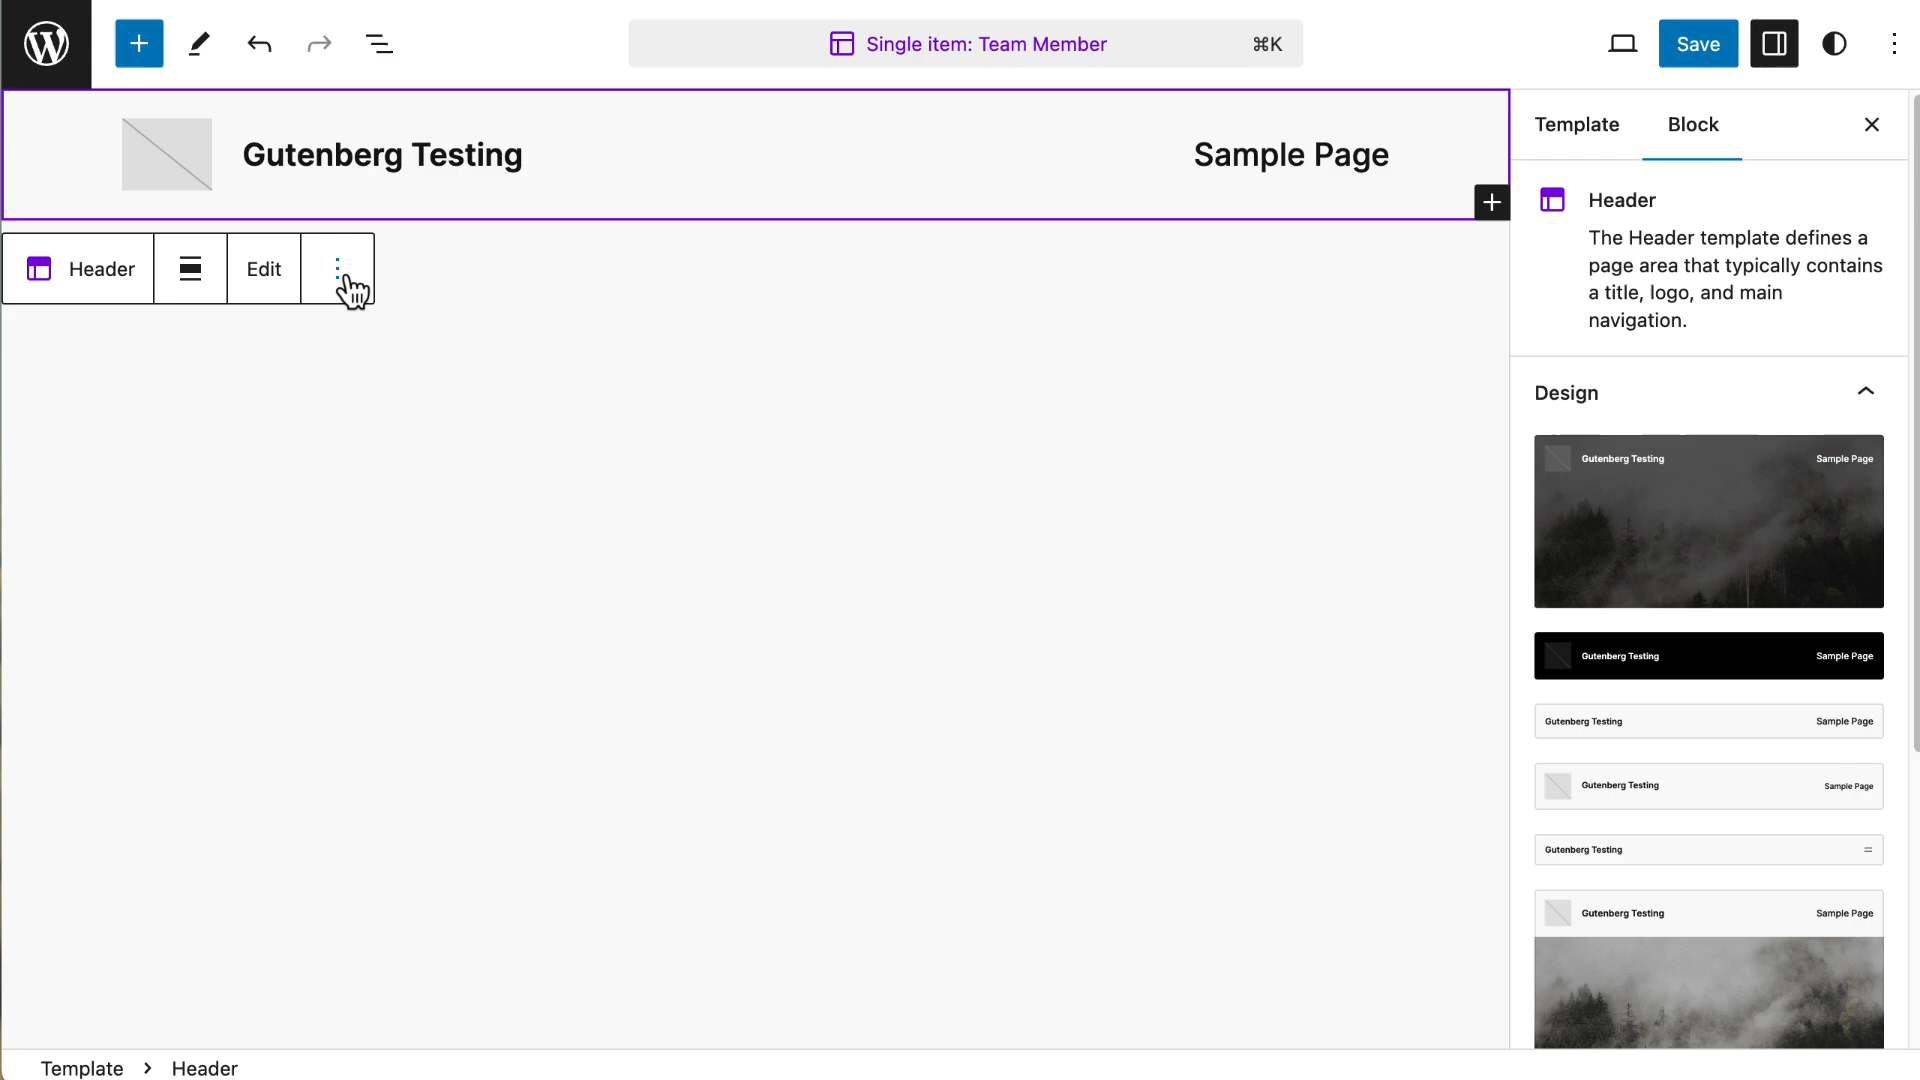 Single item: Team Member ⌘K
Save
Gutenberg Testing Sample Page
Header Edit
Template Block
Header
The Header template defines a
page area that typically contains
a title, logo, and main
navigation.
Design
Gutenberg Testing Sample Page
Gutenberg Testing Sample Page
Gutenberg Testing Sample Page
Gutenberg Testing Sample Page
Gutenberg Testing
Gutenberg Testing Sample Page
Template › Header